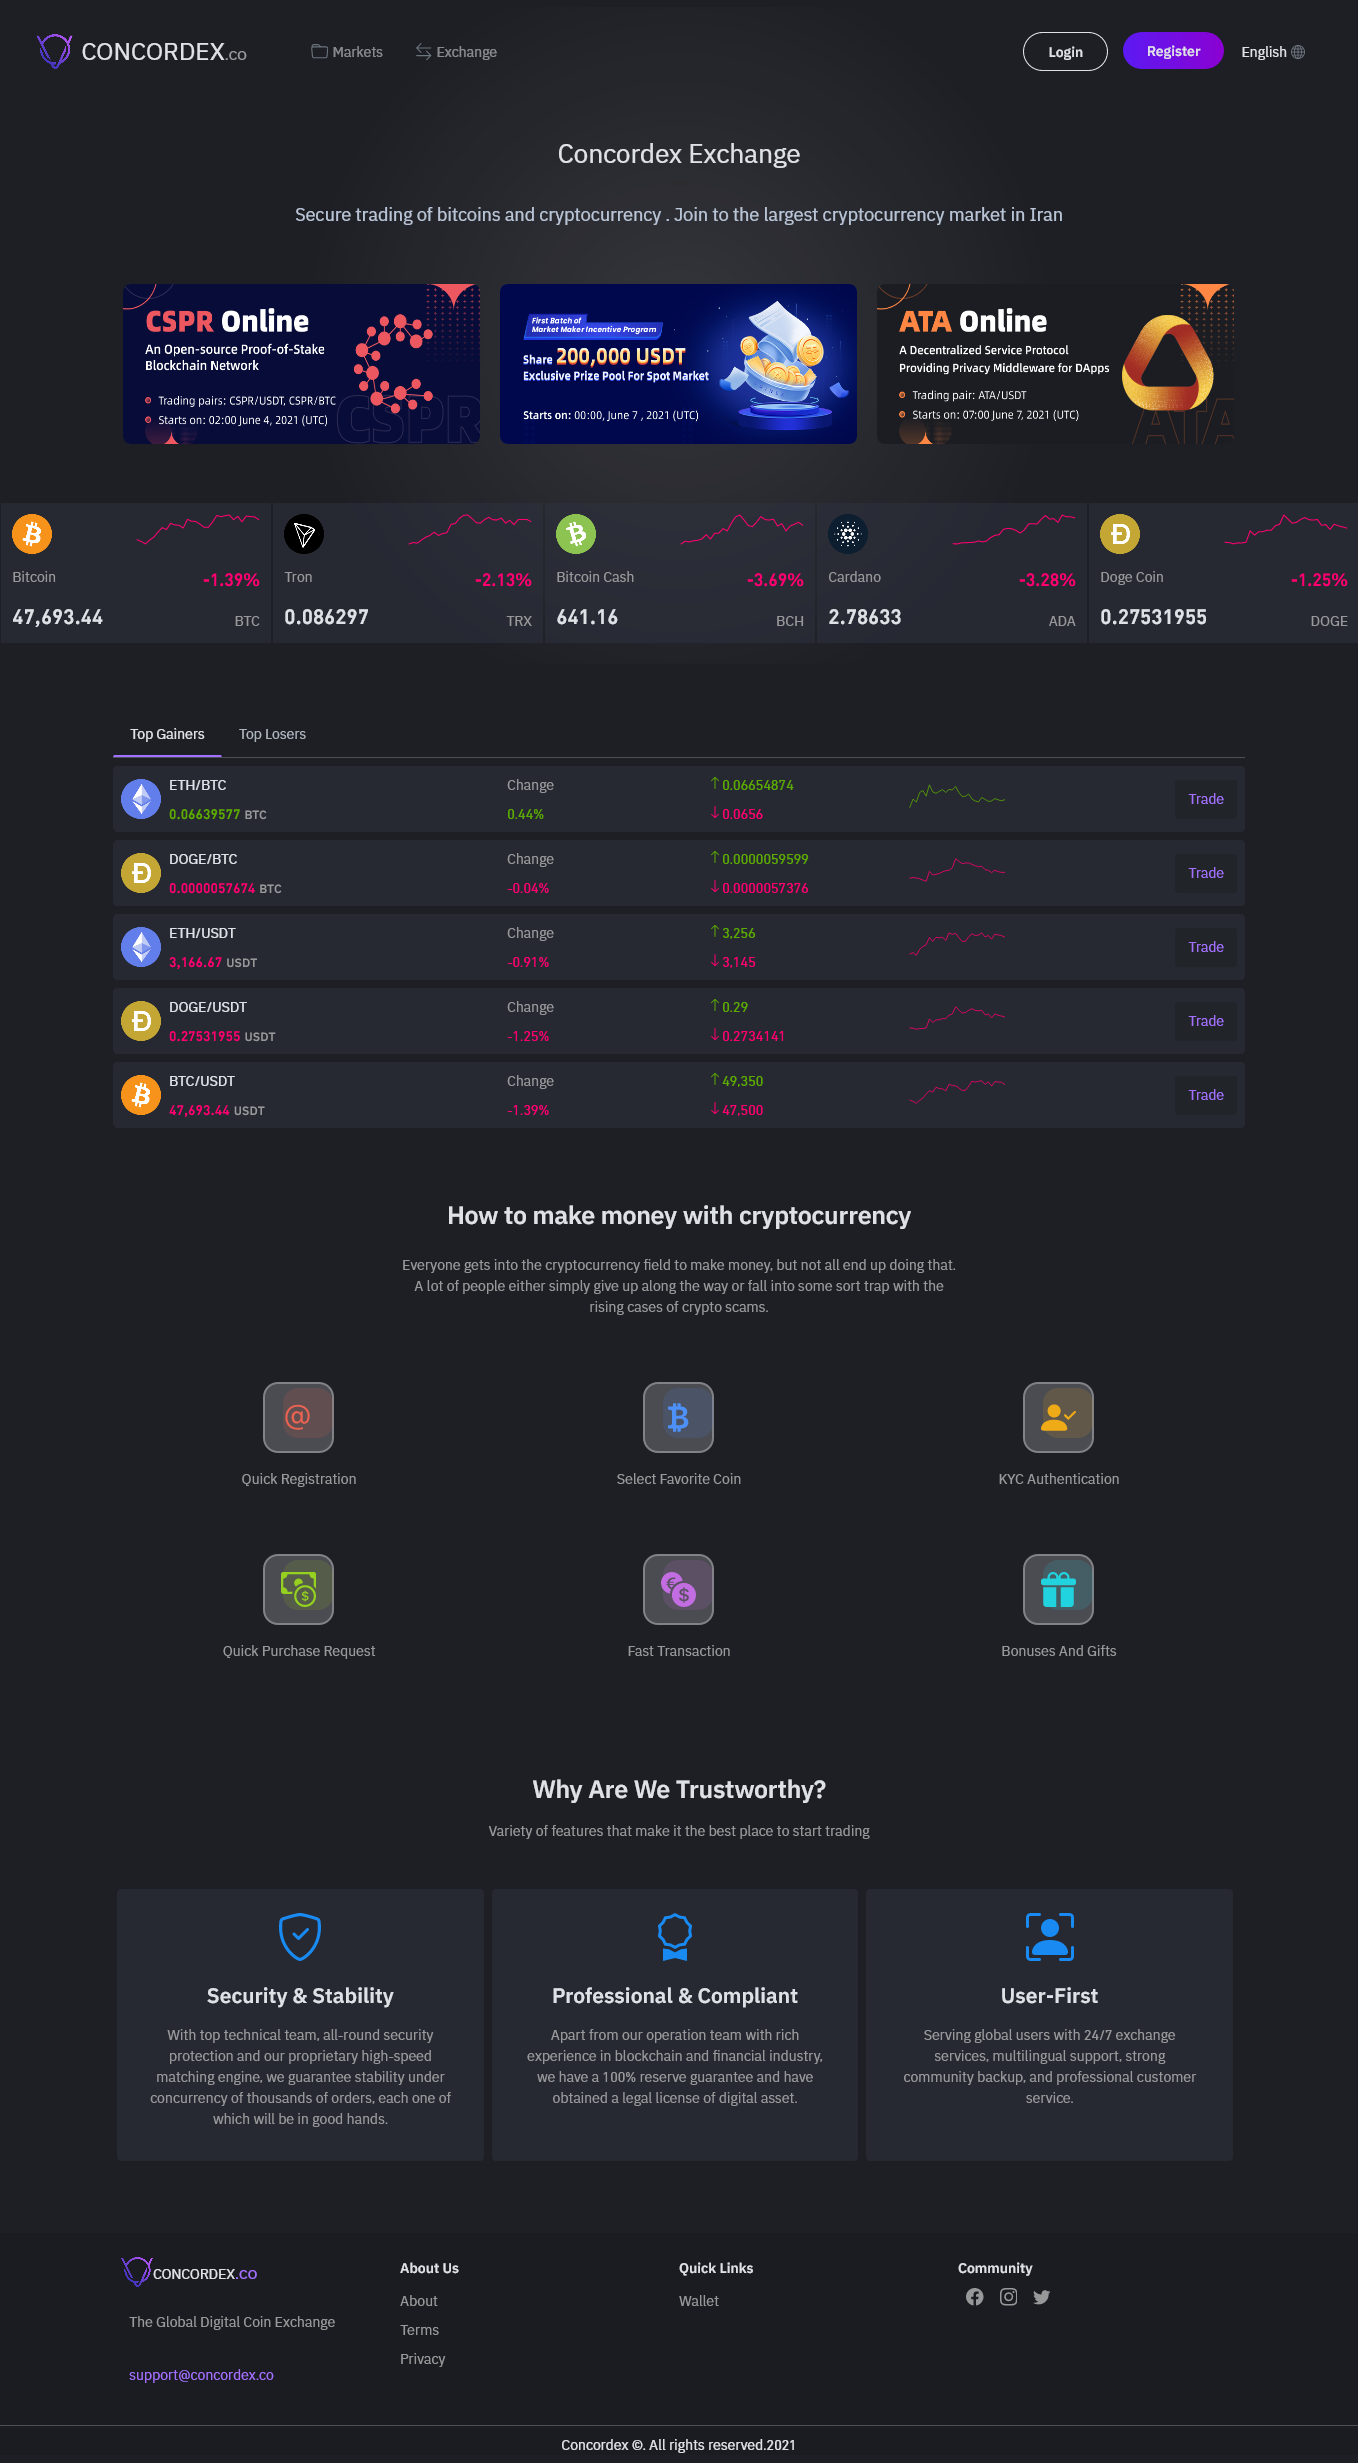 CONCORDEX.co
Markets
Exchange
Login
Register
English
Concordex Exchange
Secure trading of bitcoins and cryptocurrency . Join to the largest cryptocurrency market in Iran
CSPR Online
An Open-source Proof-of-Stake
Blockchain Network
Trading pairs: CSPR/USDT, CSPR/BTC
Starts on: 02:00 June 4, 2021 (UTC)
CSPR
First Batch of
Market Maker Incentive Program
Share 200,000 USDT
Exclusive Prize Pool For Spot Market
Starts on: 00:00, June 7 , 2021 (UTC)
ATA Online
A Decentralized Service Protocol
Providing Privacy Middleware for DApps
Trading pair: ATA/USDT
Starts on: 07:00 June 7, 2021 (UTC)
ATA
Bitcoin -1.39%
47,693.44 BTC
Tron -2.13%
0.086297 TRX
Bitcoin Cash -3.69%
641.16 BCH
Cardano -3.28%
2.78633 ADA
Doge Coin -1.25%
0.27531955 DOGE
Top Gainers Top Losers
ETH/BTC Change 0.06654874
0.06639577 BTC 0.44% 0.0656
Trade
DOGE/BTC Change 0.0000059599
0.0000057674 BTC -0.04% 0.0000057376
Trade
ETH/USDT Change 3,256
3,166.67 USDT -0.91% 3,145
Trade
DOGE/USDT Change 0.29
0.27531955 USDT -1.25% 0.2734141
Trade
BTC/USDT Change 49,350
47,693.44 USDT -1.39% 47,500
Trade
How to make money with cryptocurrency
Everyone gets into the cryptocurrency field to make money, but not all end up doing that.
A lot of people either simply give up along the way or fall into some sort trap with the
rising cases of crypto scams.
Quick Registration
Select Favorite Coin
KYC Authentication
Quick Purchase Request
Fast Transaction
Bonuses And Gifts
Why Are We Trustworthy?
Variety of features that make it the best place to start trading
Security & Stability
With top technical team, all-round security
protection and our proprietary high-speed
matching engine, we guarantee stability under
concurrency of thousands of orders, each one of
which will be in good hands.
Professional & Compliant
Apart from our operation team with rich
experience in blockchain and financial industry,
we have a 100% reserve guarantee and have
obtained a legal license of digital asset.
User-First
Serving global users with 24/7 exchange
services, multilingual support, strong
community backup, and professional customer
service.
CONCORDEX.CO
The Global Digital Coin Exchange
support@concordex.co
About Us
About
Terms
Privacy
Quick Links
Wallet
Community
Concordex ©. All rights reserved.2021